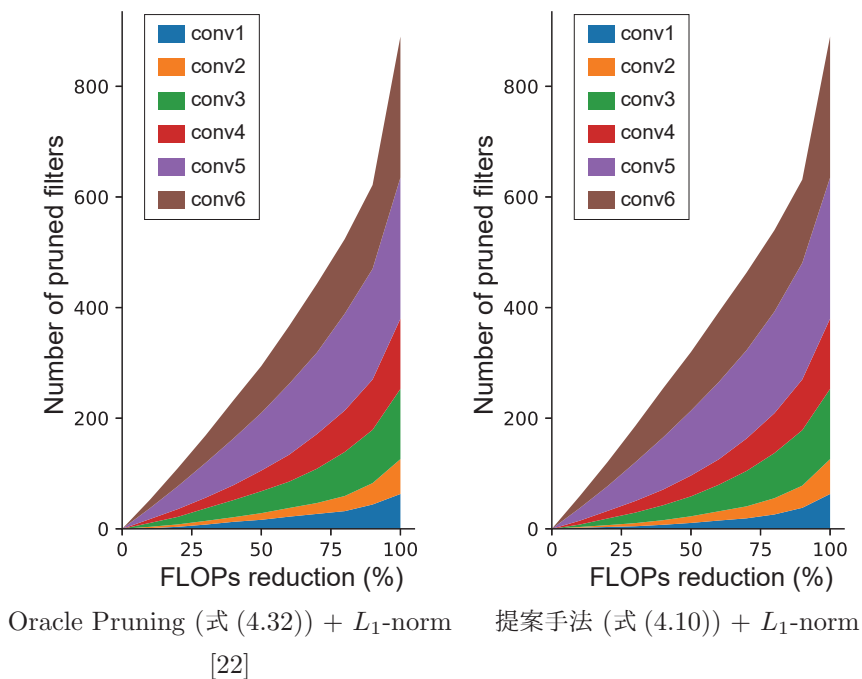 conv1
conv2
conv3
conv4
conv5
conv6
Number of pruned filters
800
600
400
200
0
0
25
50
75
100
FLOPs reduction (%)
Oracle Pruning (式 (4.32)) + L₁-norm
[22]
conv1
conv2
conv3
conv4
conv5
conv6
Number of pruned filters
800
600
400
200
0
0
25
50
75
100
FLOPs reduction (%)
提案手法 (式 (4.10)) + L₁-norm